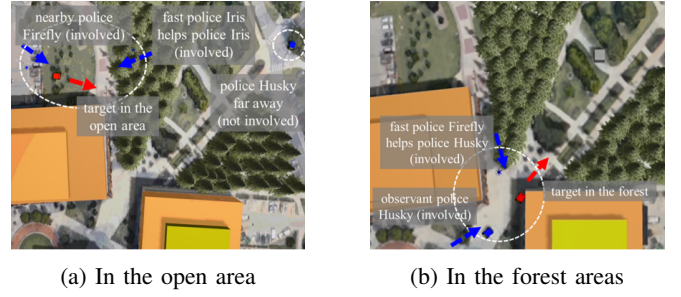 nearby police
Firefly (involved)
fast police Iris
helps police Iris
(involved)
police Husky
far away
(not involved)
target in the
open area
fast police Firefly
helps police Husky
(involved)
target in the forest
observant police
Husky (involved)
(a) In the open area
(b) In the forest areas